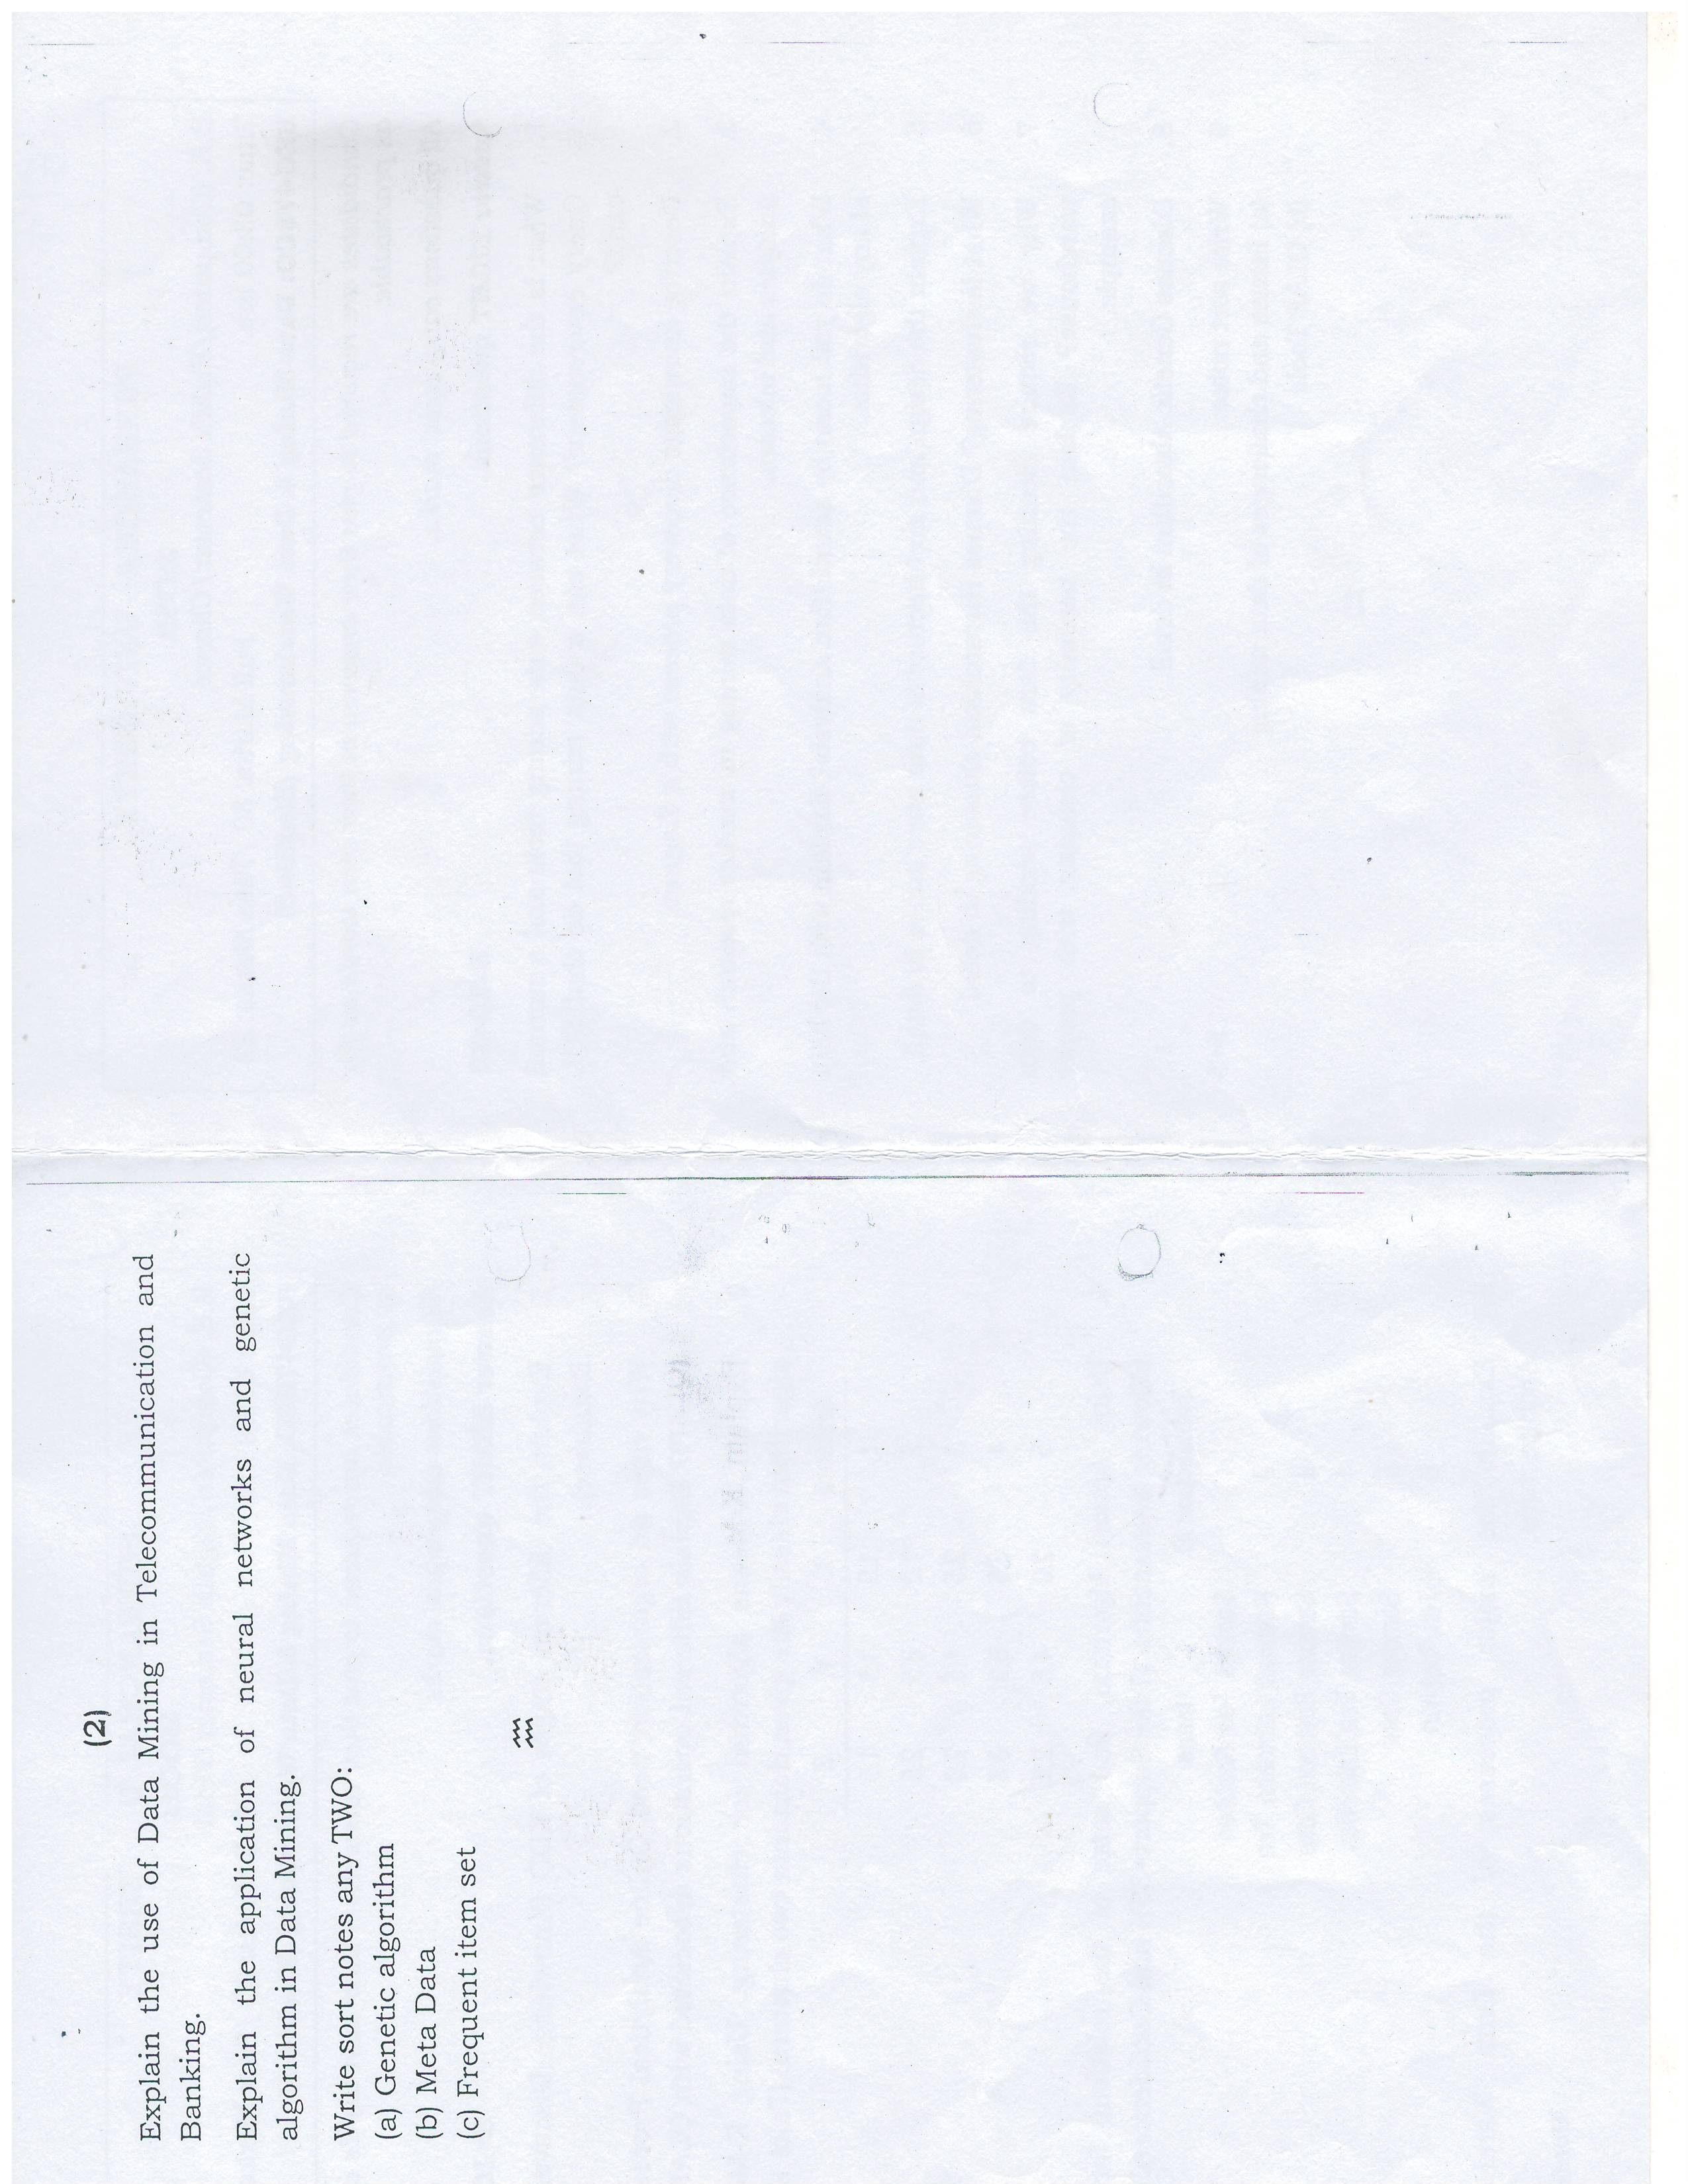 (2)
Explain the use of Data Mining in Telecommunication and
Banking.
Explain the application of neural networks and genetic
algorithm in Data Mining.
Write sort notes any TWO:
(a) Genetic algorithm
(b) Meta Data
(c) Frequent item set